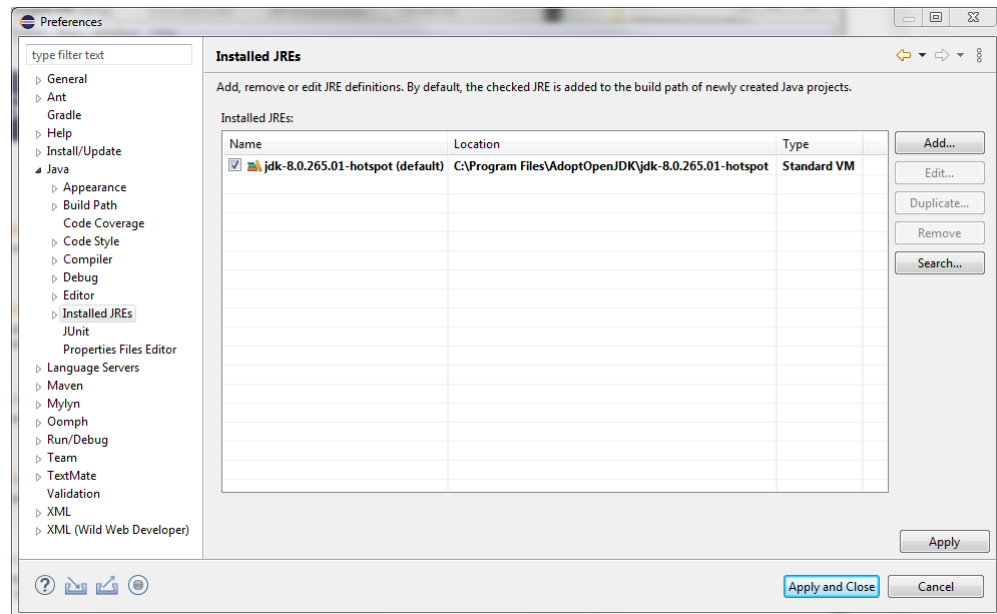 Preferences
type filter text
General
Ant
Gradle
Help
Install/Update
Java
Appearance
Build Path
Code Coverage
Code Style
Compiler
Debug
Editor
Installed JREs
JUnit
Properties Files Editor
Language Servers
Maven
Mylyn
Oomph
Run/Debug
Team
TextMate
Validation
XML
XML (Wild Web Developer)
Installed JREs
Add, remove or edit JRE definitions. By default, the checked JRE is added to the build path of newly created Java projects.
Installed JREs:
Name Location Type
jdk-8.0.265.01-hotspot (default) C:\Program Files\AdoptOpenJDK\jdk-8.0.265.01-hotspot Standard VM
Add...
Edit...
Duplicate...
Remove
Search...
Apply
Apply and Close Cancel